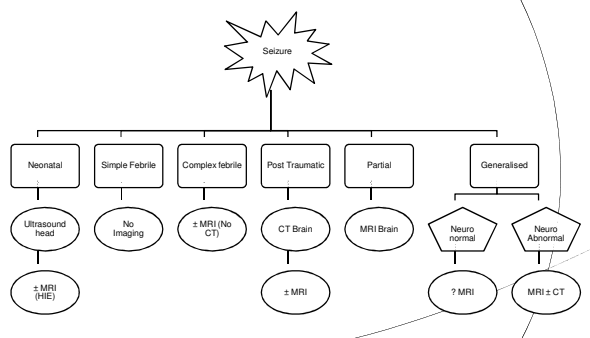 Seizure
Neonatal
Simple Febrile
Complex febrile
Post Traumatic
Partial
Generalised
Ultrasound
head
No
Imaging
± MRI (No
CT)
CT Brain
MRI Brain
Neuro
normal
Neuro
Abnormal
± MRI
(HIE)
± MRI
? MRI
MRI ± CT